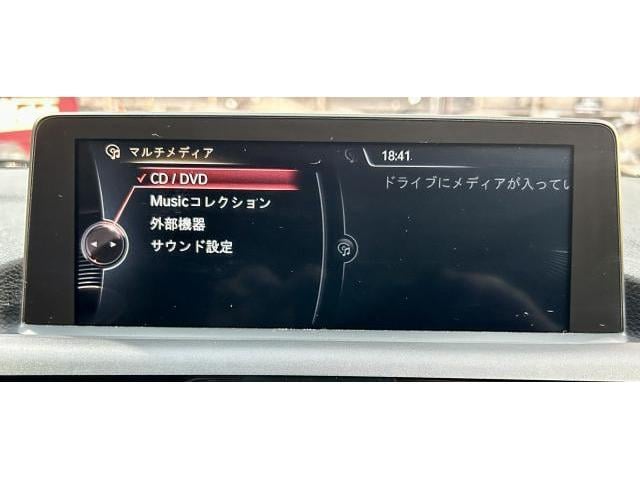 マルチメディア
18:41
CD / DVD
Musicコレクション
外部機器
サウンド設定
ドライブにメディアが入ってい